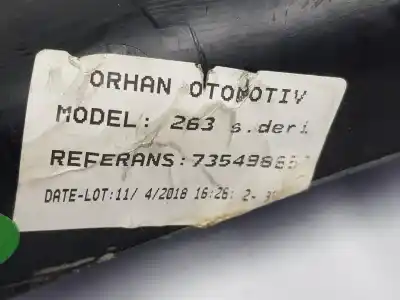 ORHAN OTOMOTIV
MODEL: 263 s.deri
REFERANS:
DATE-LOT:11/ 4/2018 16:26: